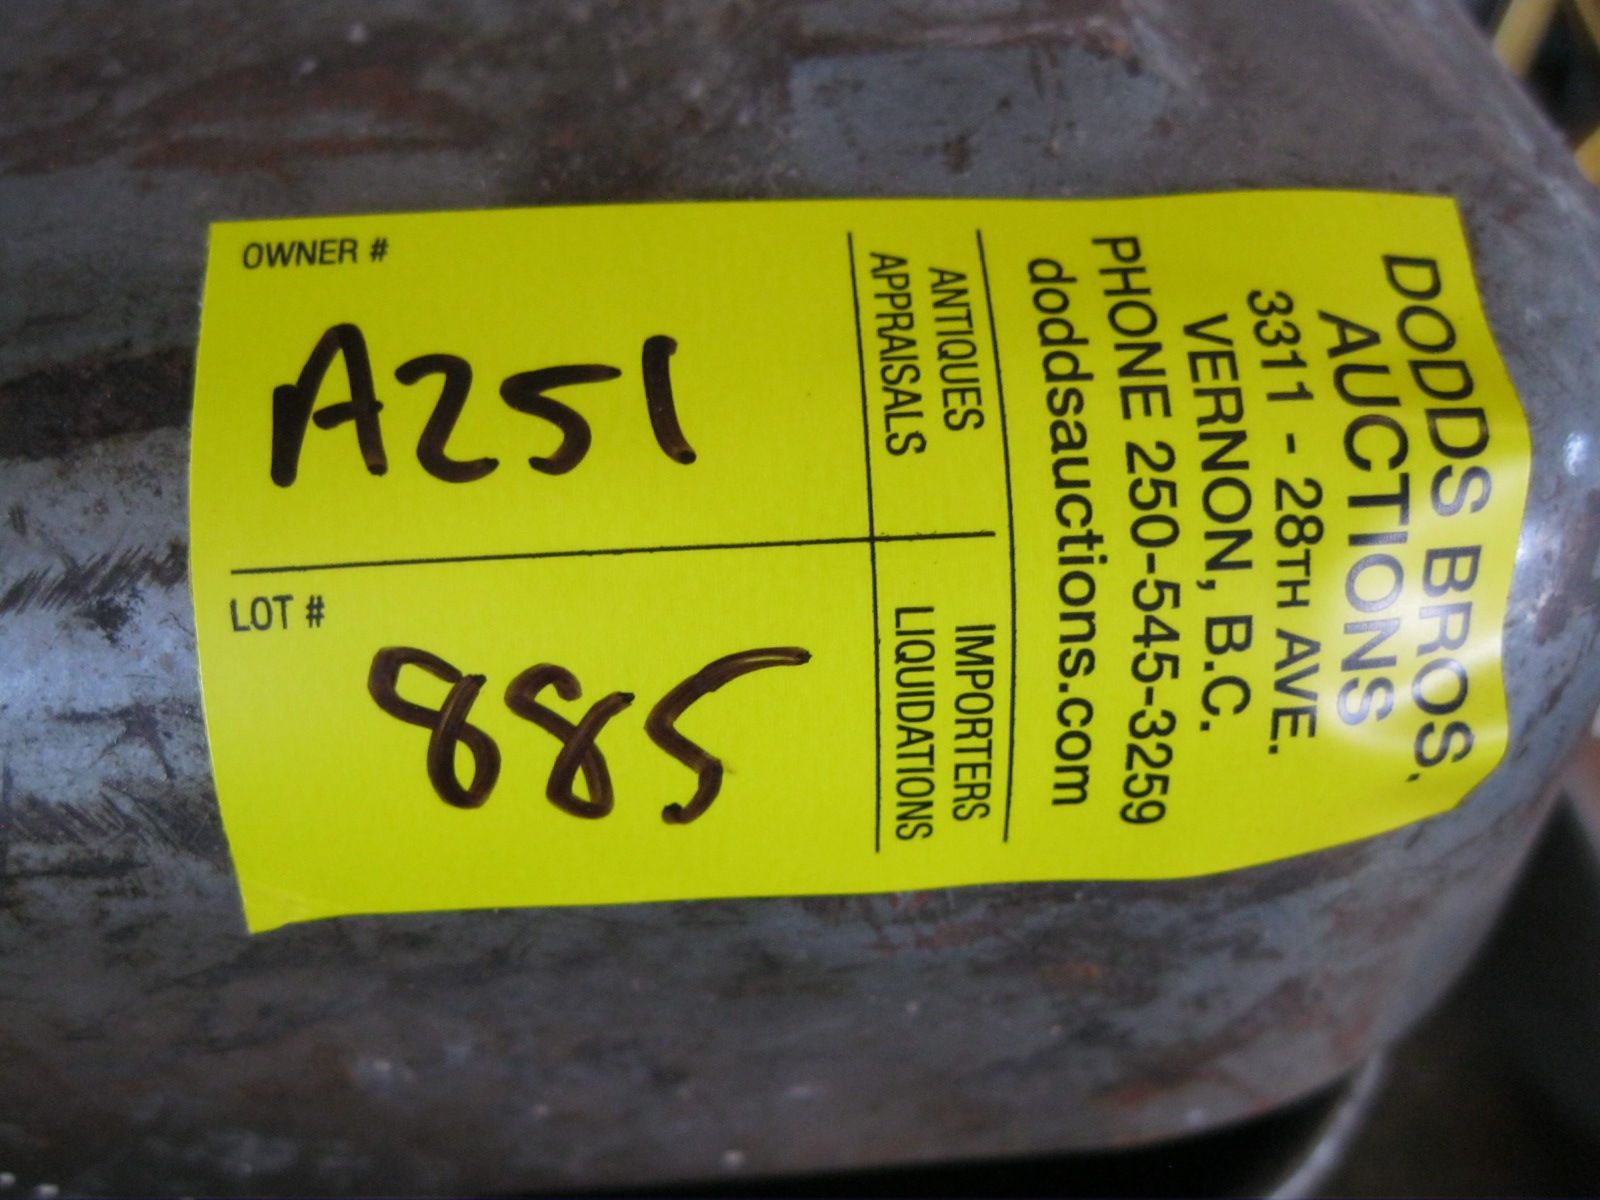 DODDS BROS.
AUCTIONS
3311 - 28TH AVE.
VERNON, B.C.
PHONE 250-545-3259
doddsauctions.com
ANTIQUES
APPRAISALS
IMPORTERS
LIQUIDATIONS
OWNER #
A251
LOT #
885